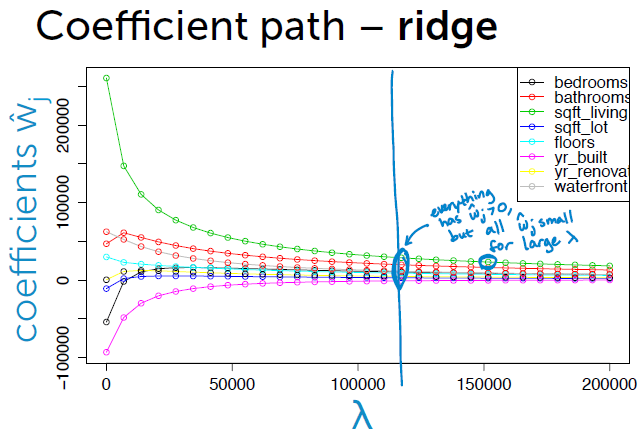 Coefficient path – ridge
coefficients ŵj
200000
100000
0
−100000
0
50000
100000
150000
200000
λ
bedrooms
bathrooms
sqft_living
sqft_lot
floors
yr_built
yr_renovat
waterfront
everything
has ŵj 0,
but all ŵj small
for large λ